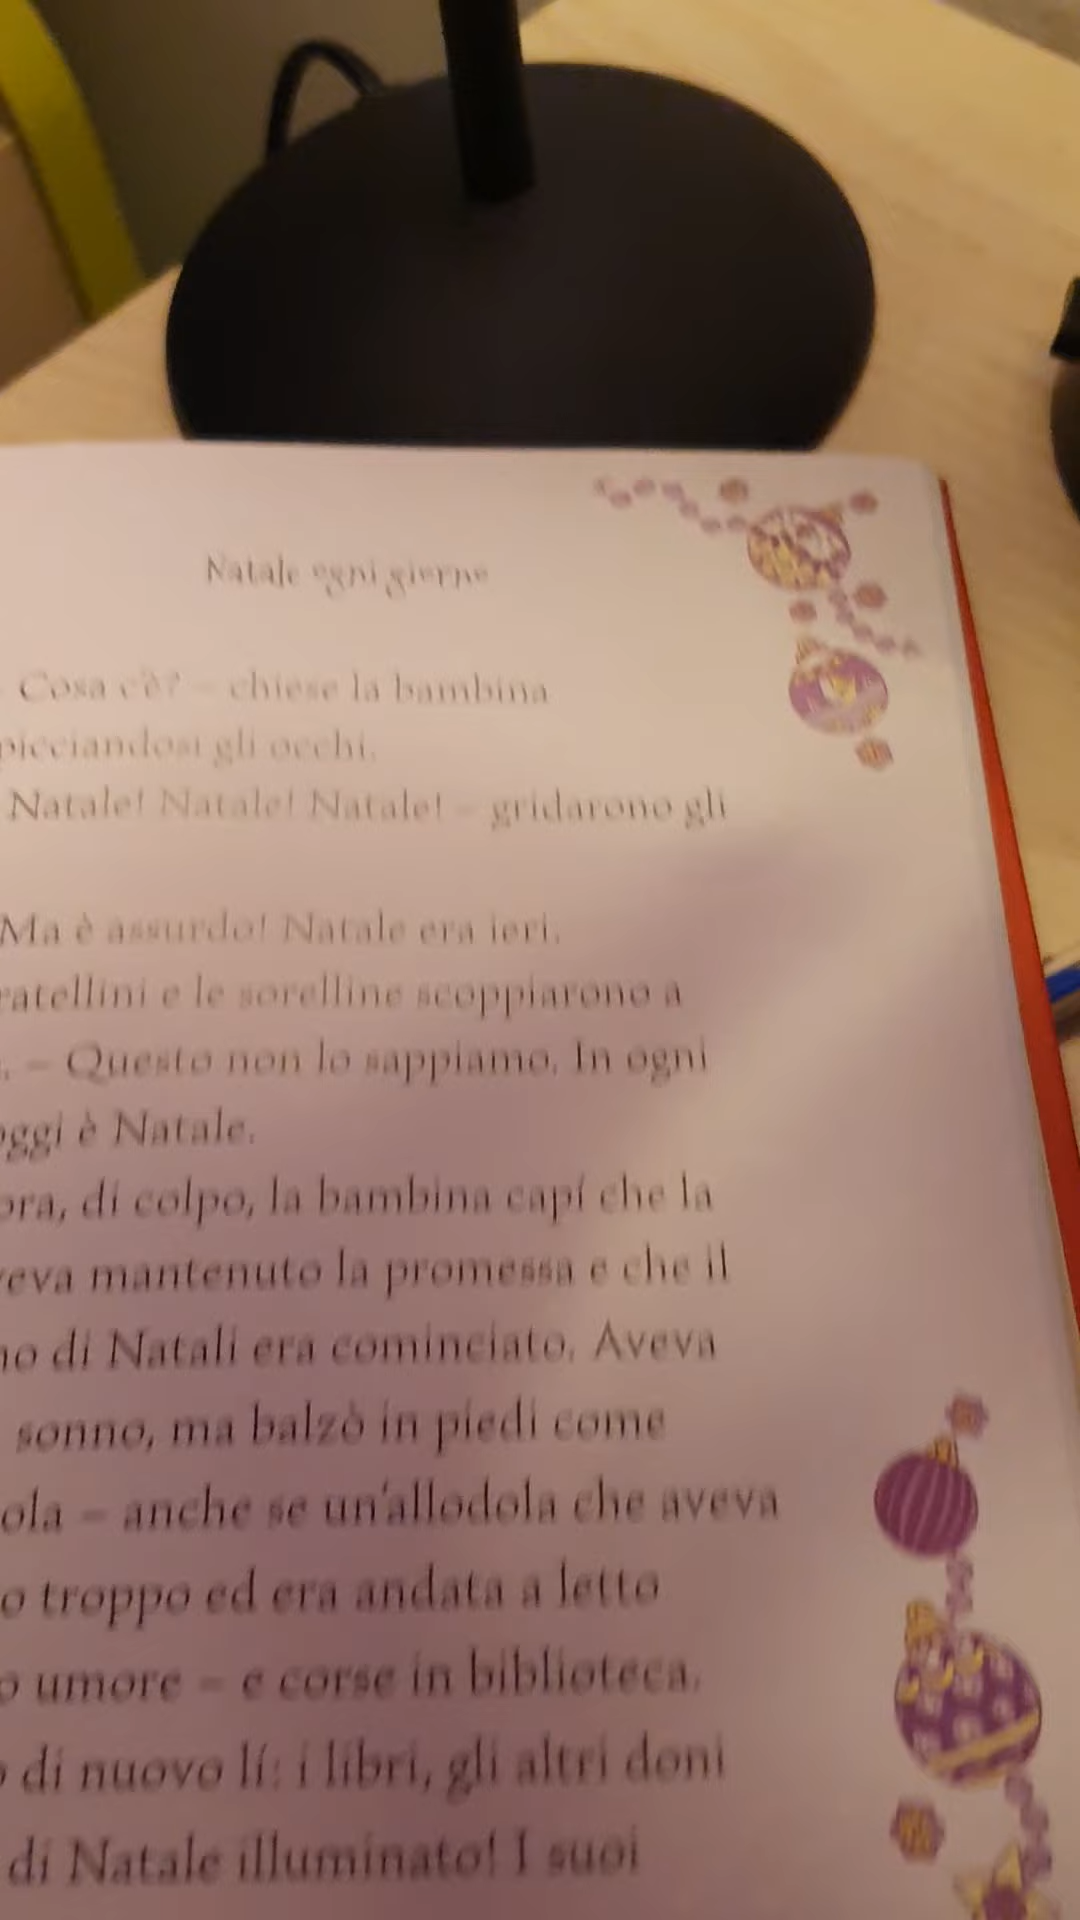 Natale ogni giorno
Cosa c'è? – chiese la bambina
picciandosi gli occhi.
Natale! Natale! Natale! – gridarono gli
Ma è assurdo! Natale era ieri.
ratellini e le sorelline scoppiarono a
. – Questo non lo sappiamo. In ogni
oggi è Natale.
ora, di colpo, la bambina capí che la
veva mantenuto la promessa e che il
no di Natali era cominciato. Aveva
sonno, ma balzò in piedi come
ola – anche se un'allodola che aveva
o troppo ed era andata a letto
o umore – e corse in biblioteca.
o di nuovo lí: i libri, gli altri doni
di Natale illuminato! I suoi